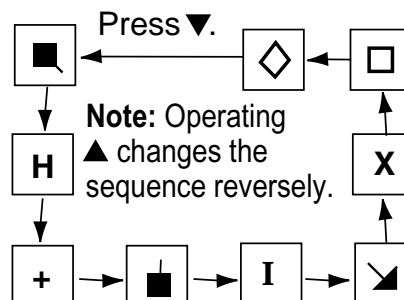 Press ▼.
Note: Operating
▲ changes the
sequence reversely.
H
X
+
I